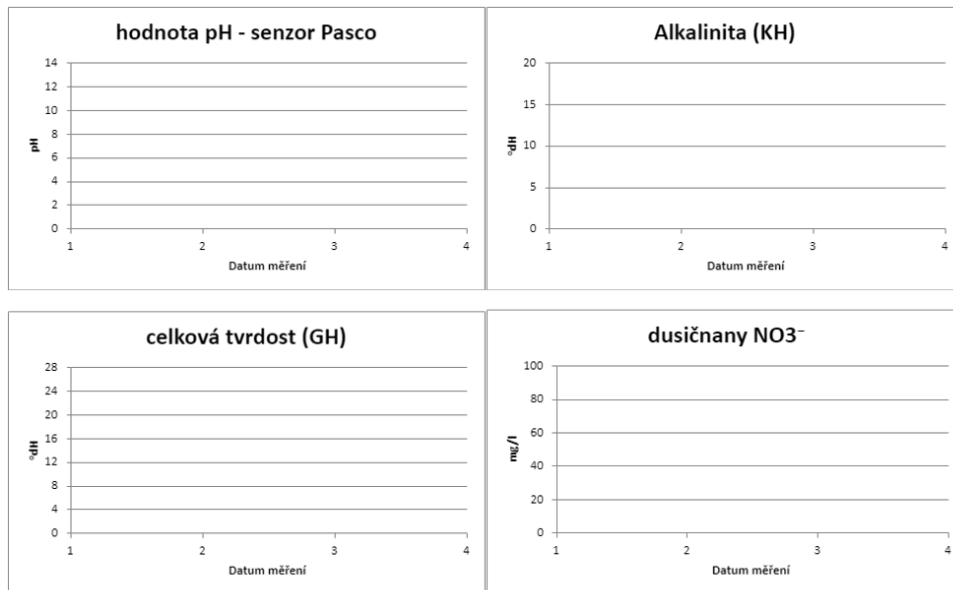 hodnota pH - senzor Pasco
14
12
10
8
6
4
2
0
pH
1 2 3 4
Datum měření
Alkalinita (KH)
20
15
10
5
0
°dH
1 2 3 4
Datum měření
celková tvrdost (GH)
28
24
20
16
12
8
4
0
°dH
1 2 3 4
Datum měření
dusičnany NO3⁻
100
80
60
40
20
0
mg/l
1 2 3 4
Datum měření